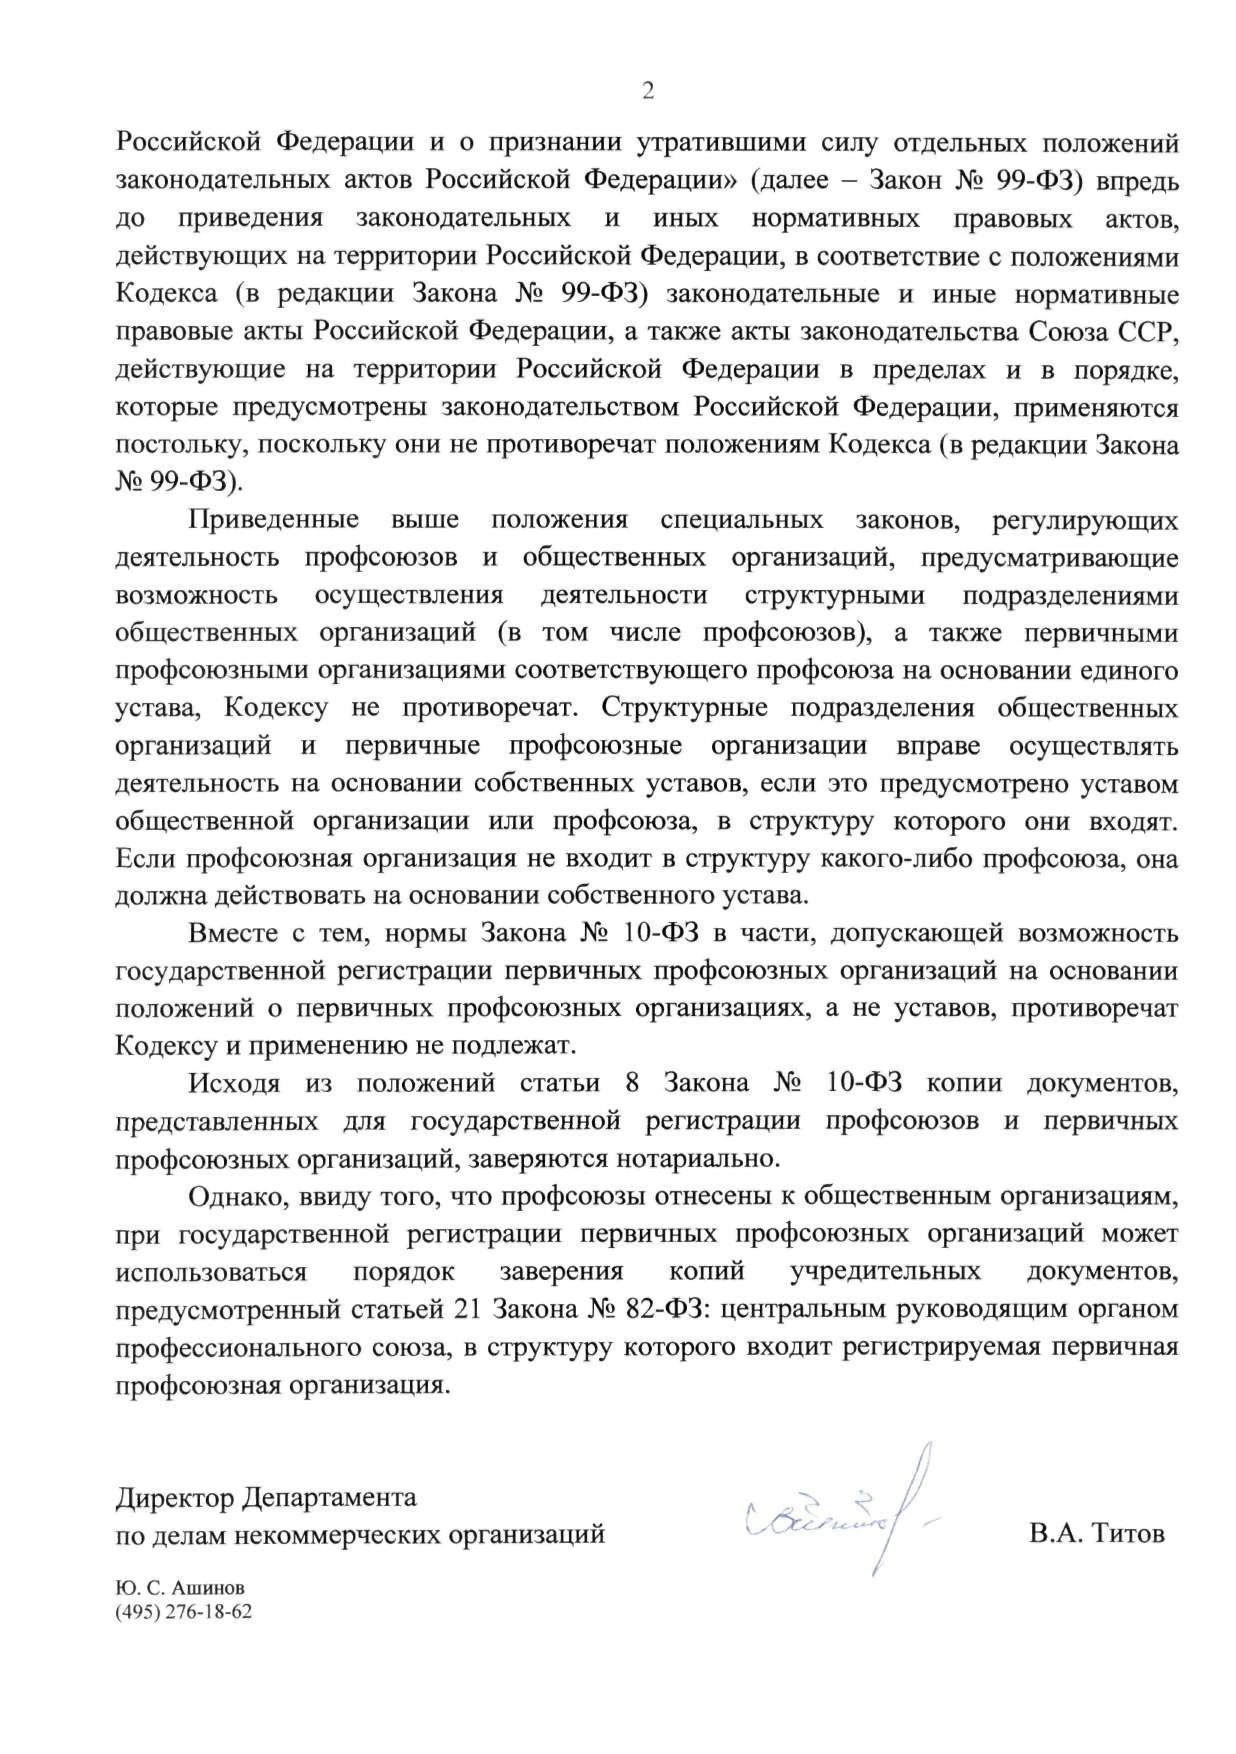 2
Российской Федерации и о признании утратившими силу отдельных положений
законодательных актов Российской Федерации» (далее – Закон № 99-ФЗ) впредь
до приведения законодательных и иных нормативных правовых актов,
действующих на территории Российской Федерации, в соответствие с положениями
Кодекса (в редакции Закона № 99-ФЗ) законодательные и иные нормативные
правовые акты Российской Федерации, а также акты законодательства Союза ССР,
действующие на территории Российской Федерации в пределах и в порядке,
которые предусмотрены законодательством Российской Федерации, применяются
постольку, поскольку они не противоречат положениям Кодекса (в редакции Закона
№ 99-ФЗ).
Приведенные выше положения специальных законов, регулирующих
деятельность профсоюзов и общественных организаций, предусматривающие
возможность осуществления деятельности структурными подразделениями
общественных организаций (в том числе профсоюзов), а также первичными
профсоюзными организациями соответствующего профсоюза на основании единого
устава, Кодексу не противоречат. Структурные подразделения общественных
организаций и первичные профсоюзные организации вправе осуществлять
деятельность на основании собственных уставов, если это предусмотрено уставом
общественной организации или профсоюза, в структуру которого они входят.
Если профсоюзная организация не входит в структуру какого-либо профсоюза, она
должна действовать на основании собственного устава.
Вместе с тем, нормы Закона № 10-ФЗ в части, допускающей возможность
государственной регистрации первичных профсоюзных организаций на основании
положений о первичных профсоюзных организациях, а не уставов, противоречат
Кодексу и применению не подлежат.
Исходя из положений статьи 8 Закона № 10-ФЗ копии документов,
представленных для государственной регистрации профсоюзов и первичных
профсоюзных организаций, заверяются нотариально.
Однако, ввиду того, что профсоюзы отнесены к общественным организациям,
при государственной регистрации первичных профсоюзных организаций может
использоваться порядок заверения копий учредительных документов,
предусмотренный статьей 21 Закона № 82-ФЗ: центральным руководящим органом
профессионального союза, в структуру которого входит регистрируемая первичная
профсоюзная организация.
Директор Департамента
по делам некоммерческих организаций
В.А. Титов
Ю. С. Ашинов
(495) 276-18-62